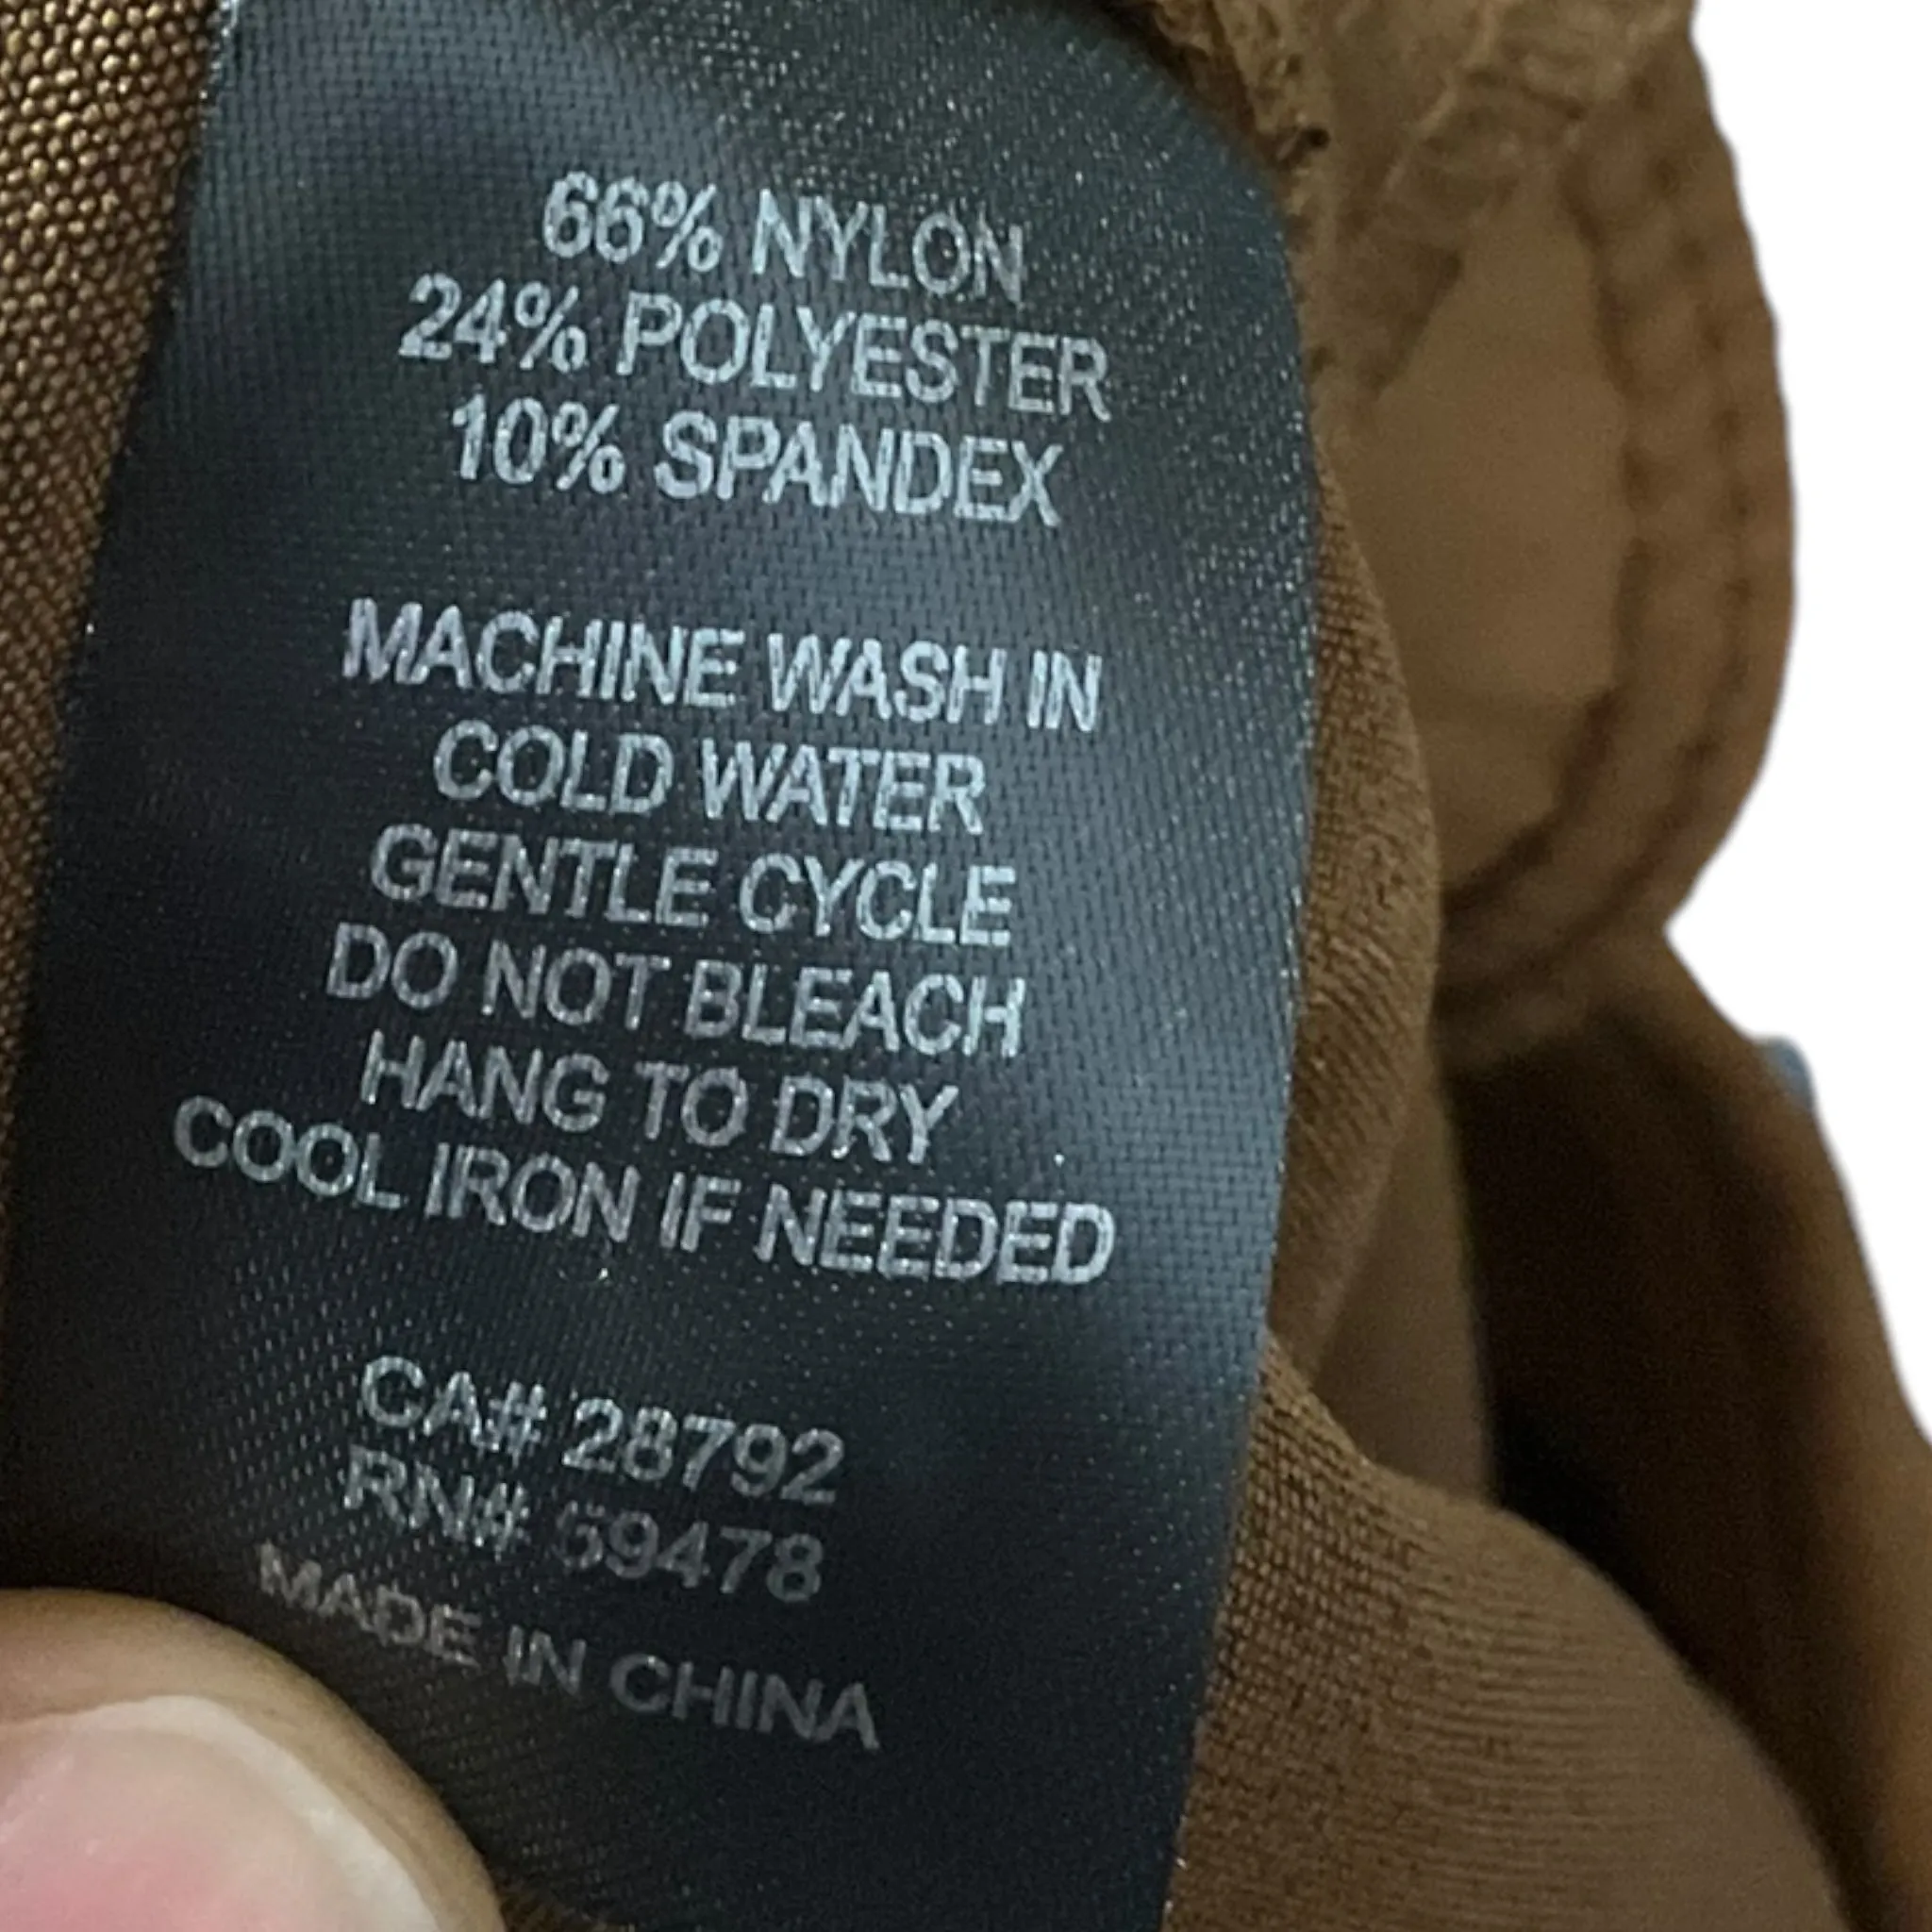 66% NYLON
24% POLYESTER
10% SPANDEX
MACHINE WASH IN
COLD WATER
GENTLE CYCLE
DO NOT BLEACH
HANG TO DRY
COOL IRON IF NEEDED
CA# 28792
RN# 59478
MADE IN CHINA